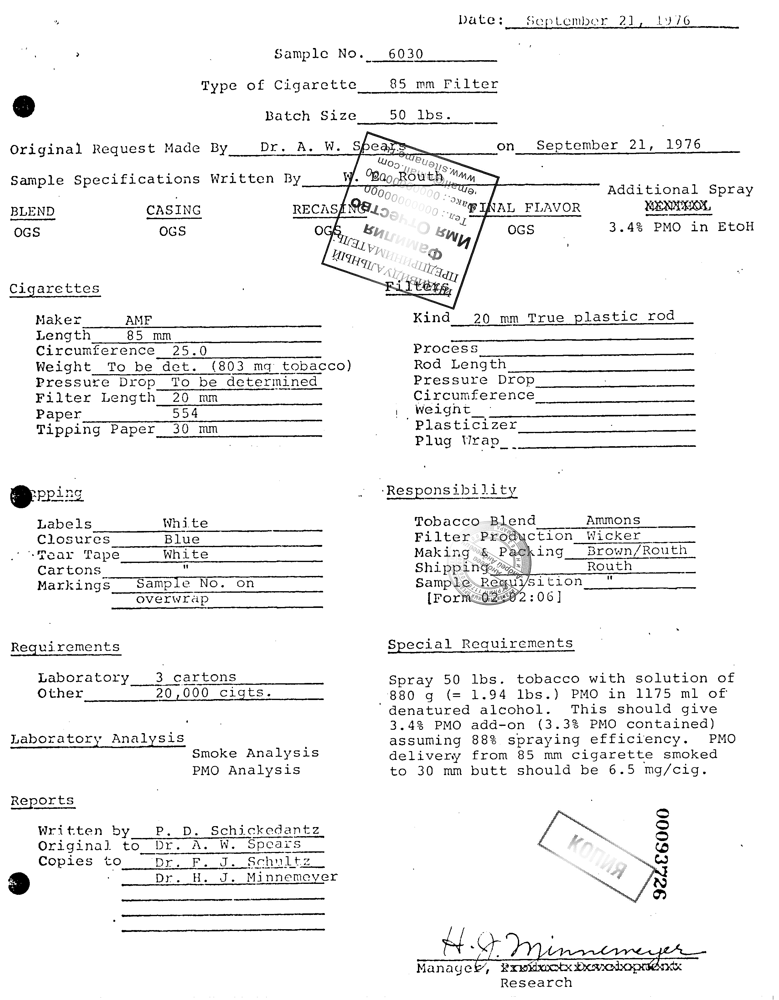 Date: September 21, 1976
Sample No. 6030
Type of Cigarette 85 mm Filter
Batch Size 50 lbs.
Original Request Made By Dr. A. W. Spears on September 21, 1976
Sample Specifications Written By W. E. Routh
Additional Spray
BLEND CASING RECASING FINAL FLAVOR MENTHOL
OGS OGS OGS OGS 3.4% PMO in EtoH
ИНДИВИДУАЛЬНЫЙ
ПРЕДПРИНИМАТЕЛЬ
Фамилия
Имя Отчество
Cigarettes Filters
Maker AMF
Length 85 mm
Circumference 25.0
Weight To be det. (803 mg tobacco)
Pressure Drop To be determined
Filter Length 20 mm
Paper 554
Tipping Paper 30 mm
Kind 20 mm True plastic rod
Process
Rod Length
Pressure Drop
Circumference
Weight
Plasticizer
Plug Wrap
Labels White
Closures Blue
Tear Tape White
Cartons "
Markings Sample No. on
overwrap
Responsibility
Tobacco Blend Ammons
Filter Production Wicker
Making & Packing Brown/Routh
Shipping Routh
Sample Requisition "
[Form 02:02:06]
Requirements
Laboratory 3 cartons
Other 20,000 cigts.
Laboratory Analysis
Smoke Analysis
PMO Analysis
Special Requirements
Spray 50 lbs. tobacco with solution of
880 g (= 1.94 lbs.) PMO in 1175 ml of
denatured alcohol. This should give
3.4% PMO add-on (3.3% PMO contained)
assuming 88% spraying efficiency. PMO
delivery from 85 mm cigarette smoked
to 30 mm butt should be 6.5 mg/cig.
Reports
Written by P. D. Schickedantz
Original to Dr. A. W. Spears
Copies to Dr. F. J. Schultz
Dr. H. J. Minnemeyer
КОПИЯ
00093726
H. J. Minnemeyer
Manager, Product Development
Research